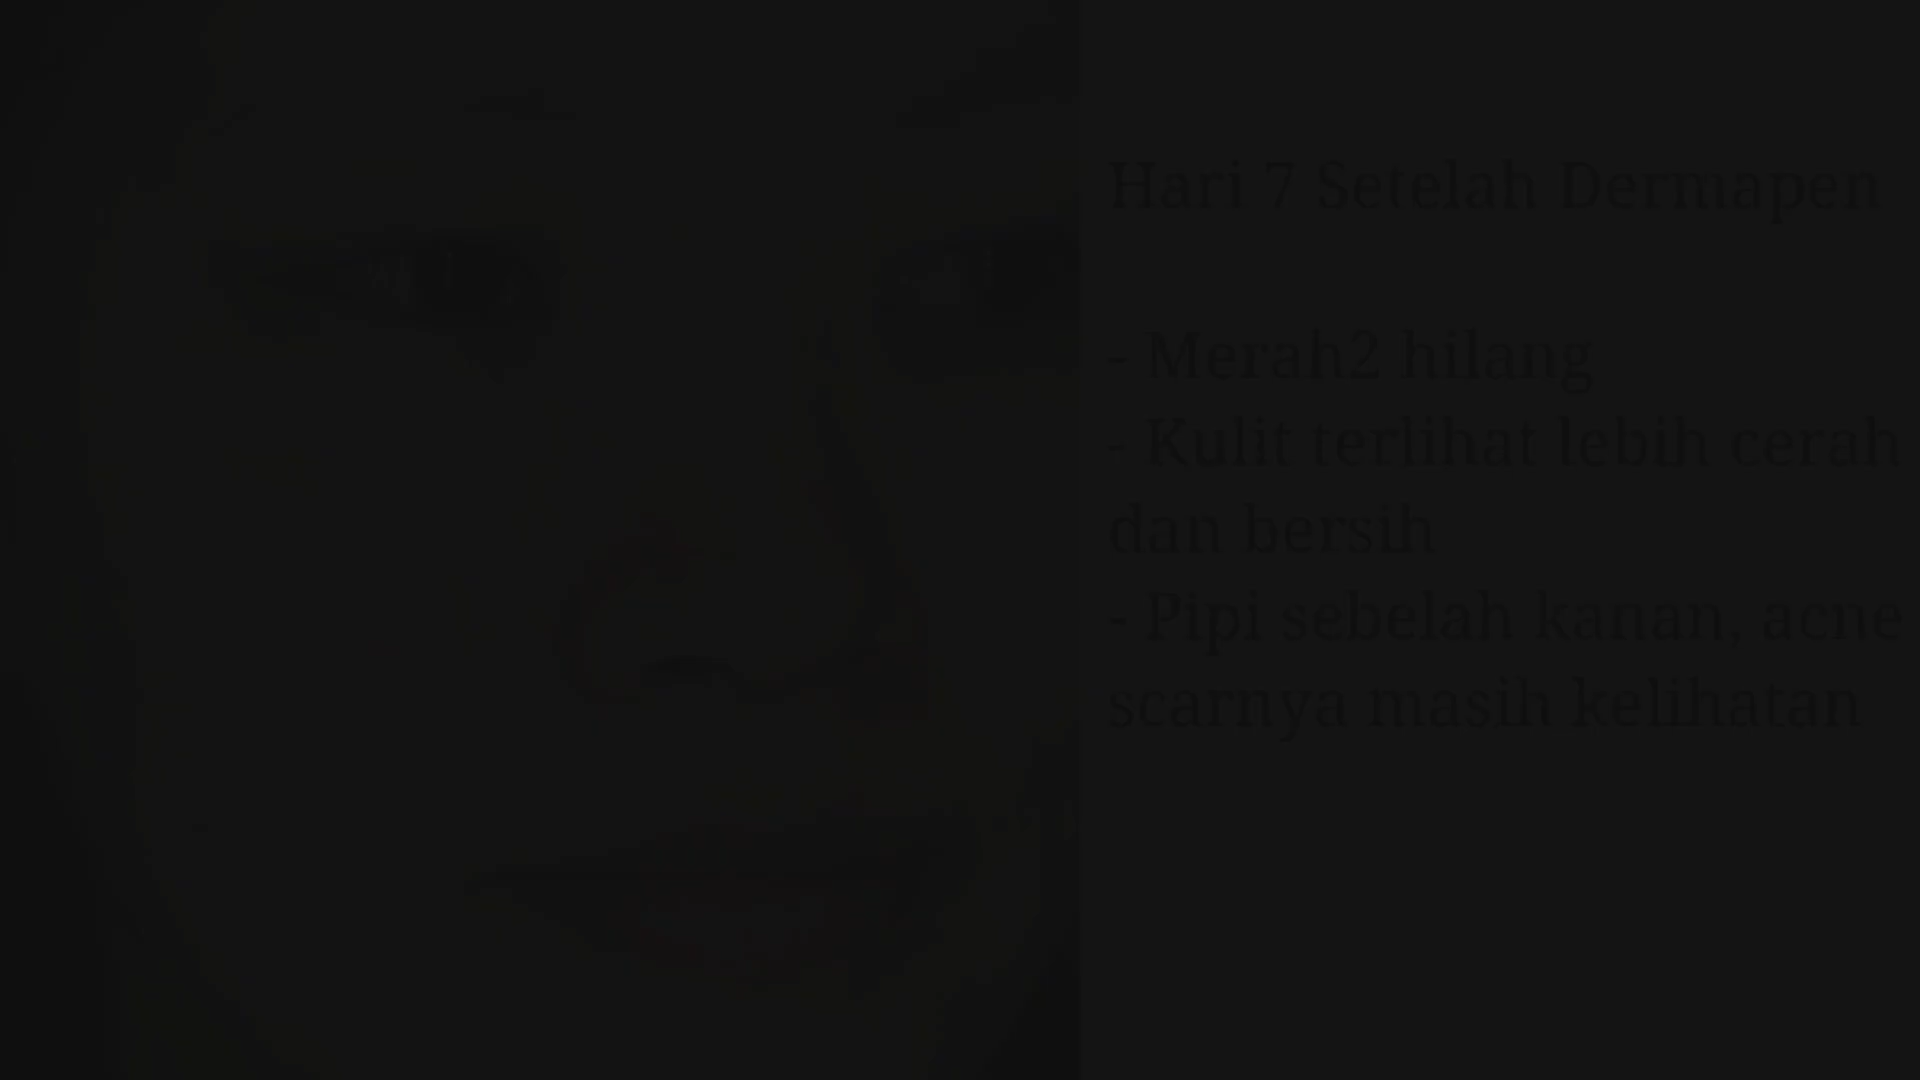 Hari 7 Setelah Dermapen
- Merah2 hilang
- Kulit terlihat lebih cerah
dan bersih
- Pipi sebelah kanan, acne
scarnya masih kelihatan